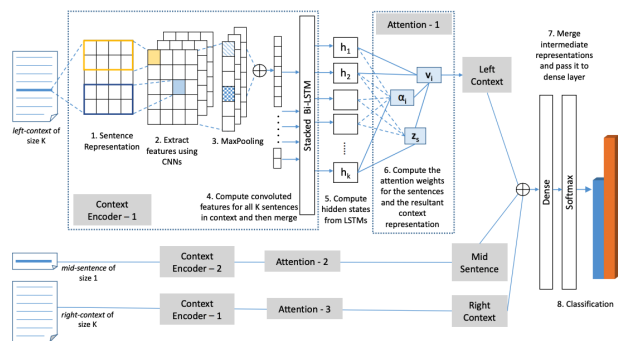 Attention - 1
7. Merge
intermediate
representations
and pass it to
dense layer
left-context of
size K
1. Sentence
Representation
2. Extract
features using
CNNs
3. MaxPooling
Stacked Bi-LSTM
h1
h2
hk
αi
vi
zs
Left
Context
Context
Encoder – 1
4. Compute convoluted
features for all K sentences
in context and then merge
5. Compute
hidden states
from LSTMs
6. Compute the
attention weights
for the sentences
and the resultant
context
representation
Dense
Softmax
mid-sentence of
size 1
Context
Encoder – 2
Attention - 2
Mid
Sentence
right-context of
size K
Context
Encoder – 1
Attention - 3
Right
Context
8. Classification